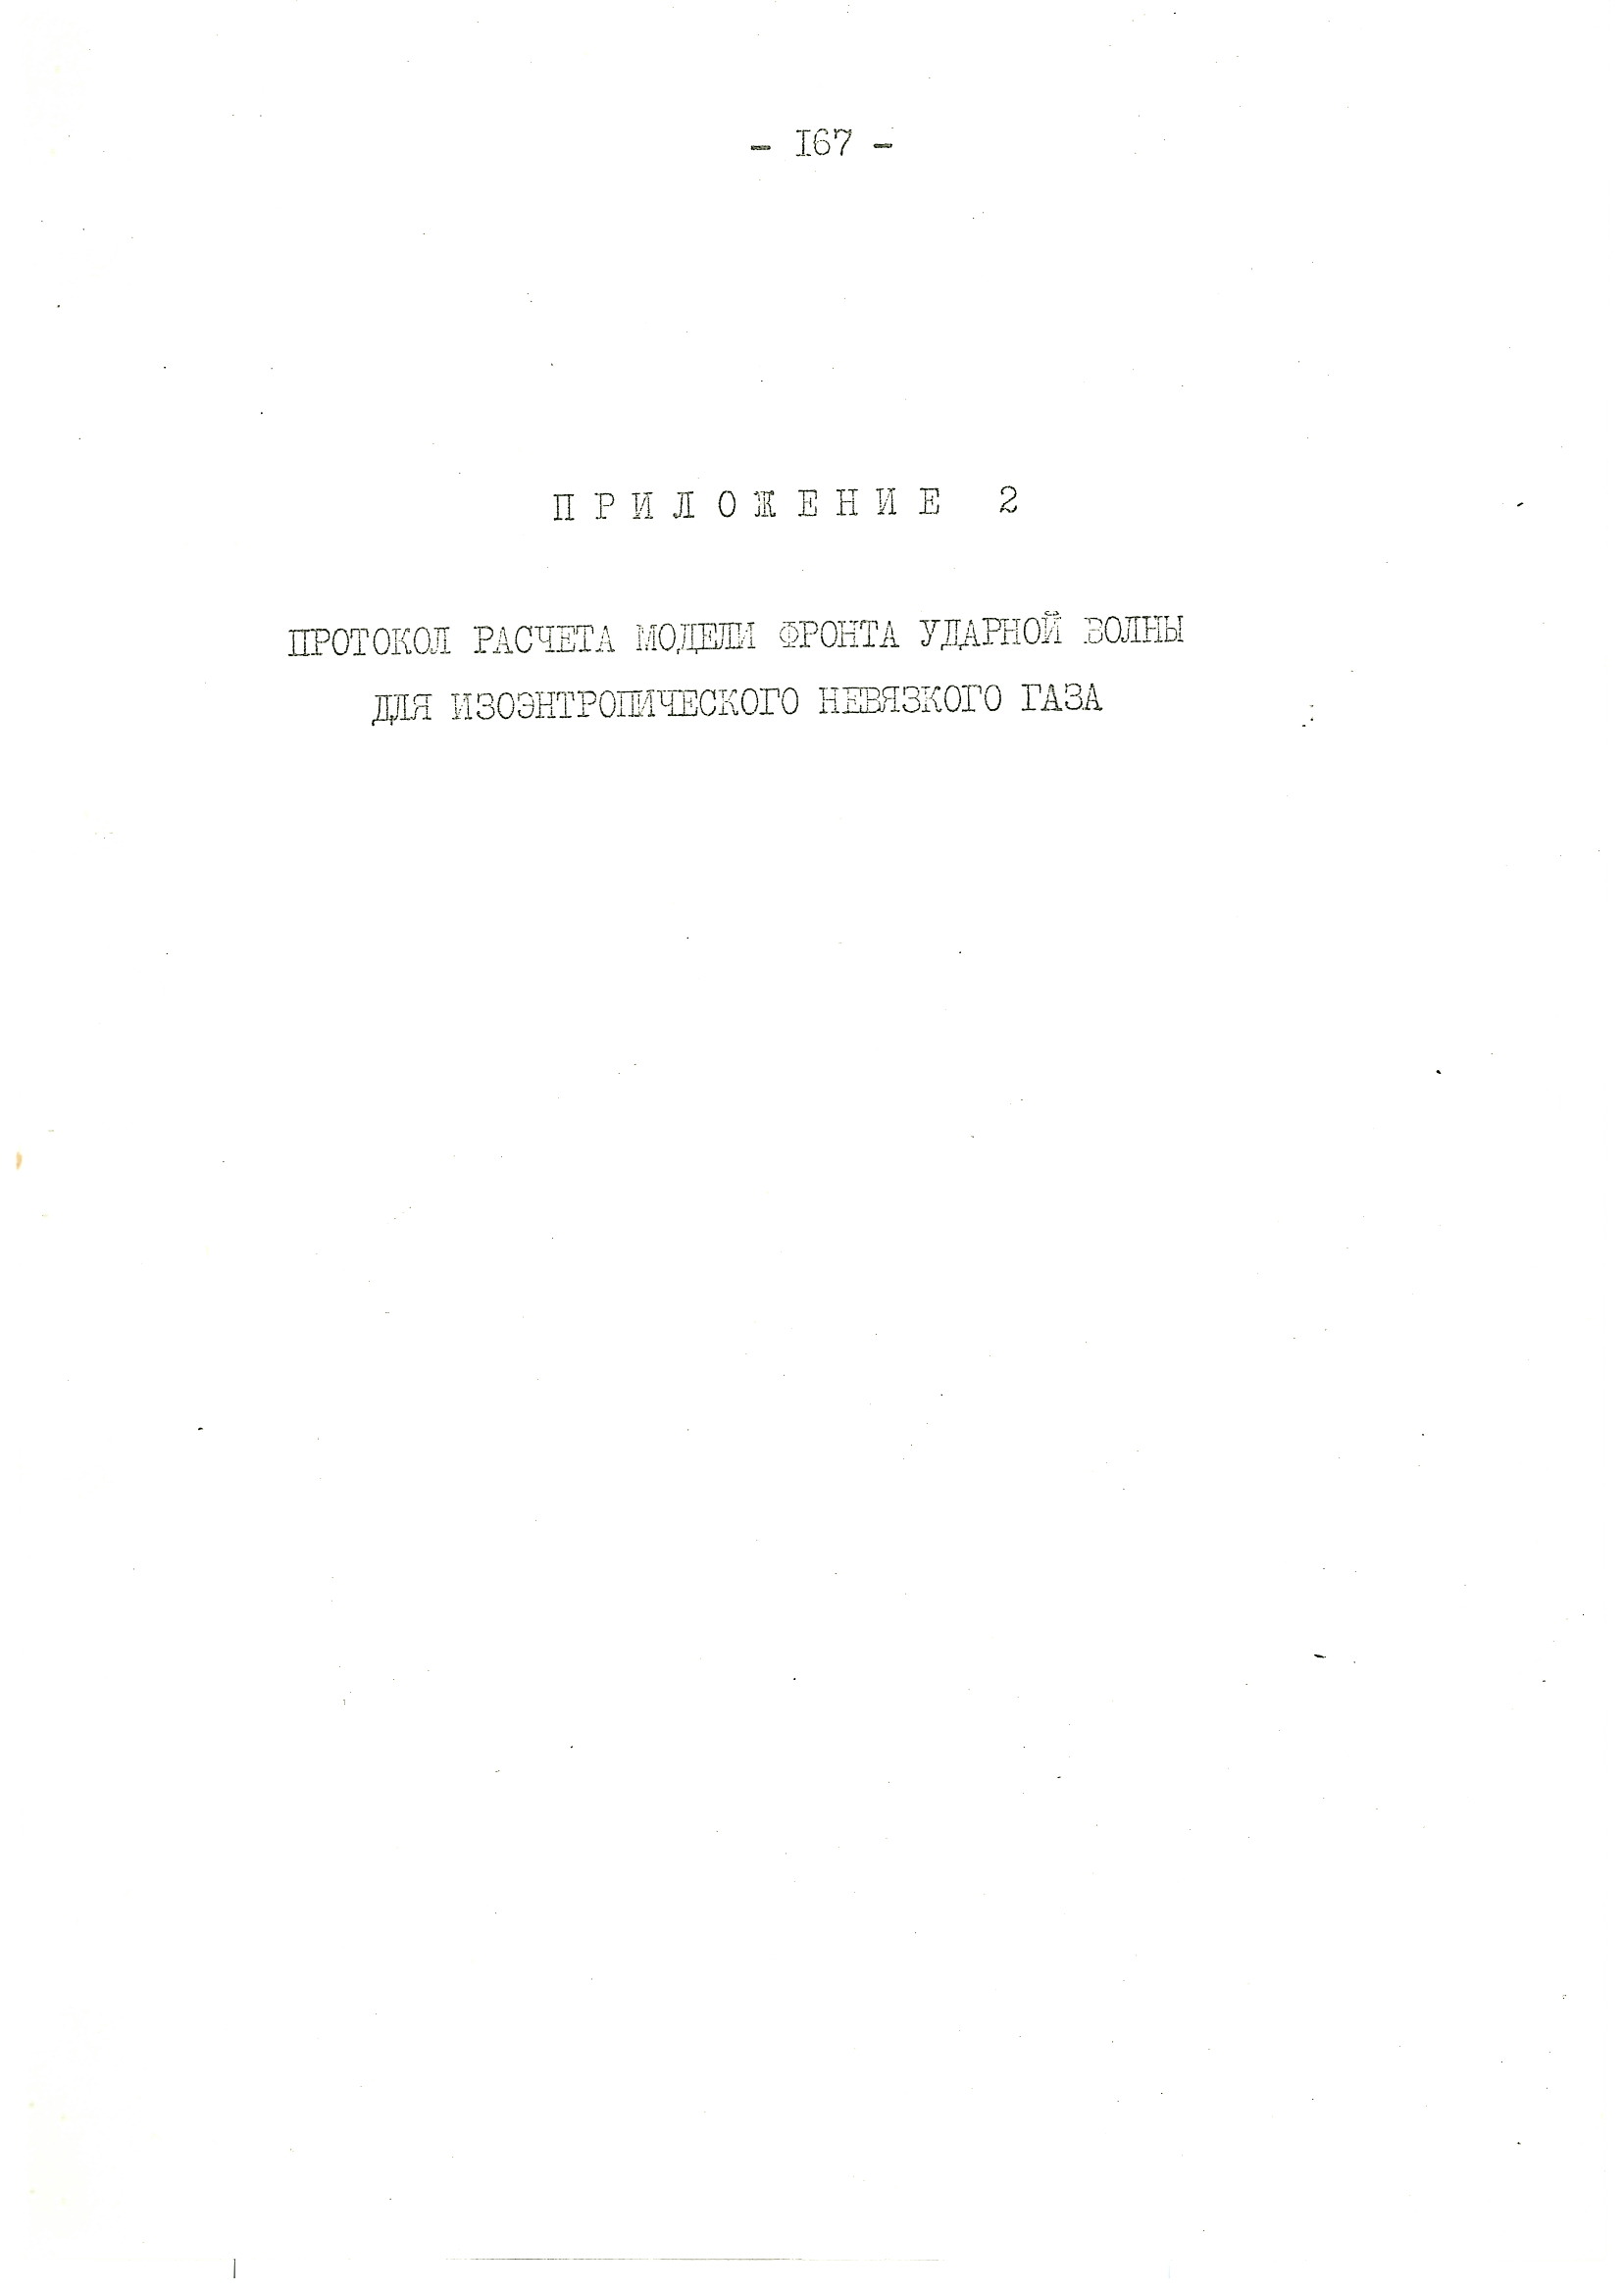 - I67 -
П Р И Л О Ж Е Н И Е 2
ПРОТОКОЛ РАСЧЕТА МОДЕЛИ ФРОНТА УДАРНОЙ ВОЛНЫ
ДЛЯ ИЗОЭНТРОПИЧЕСКОГО НЕВЯЗКОГО ГАЗА